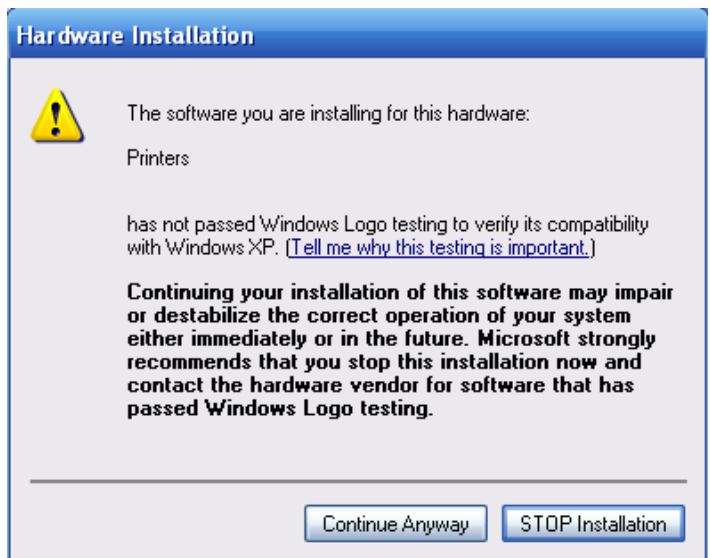 Hardware Installation
The software you are installing for this hardware:
Printers
has not passed Windows Logo testing to verify its compatibility
with Windows XP. (Tell me why this testing is important.)
Continuing your installation of this software may impair
or destabilize the correct operation of your system
either immediately or in the future. Microsoft strongly
recommends that you stop this installation now and
contact the hardware vendor for software that has
passed Windows Logo testing.
Continue Anyway
STOP Installation